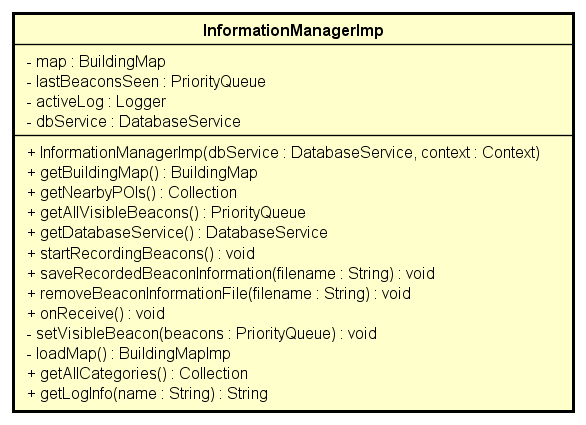 InformationManagerImp
- map : BuildingMap
- lastBeaconsSeen : PriorityQueue
- activeLog : Logger
- dbService : DatabaseService
+ InformationManagerImp(dbService : DatabaseService, context : Context)
+ getBuildingMap() : BuildingMap
+ getNearbyPOIs() : Collection
+ getAllVisibleBeacons() : PriorityQueue
+ getDatabaseService() : DatabaseService
+ startRecordingBeacons() : void
+ saveRecordedBeaconInformation(filename : String) : void
+ removeBeaconInformationFile(filename : String) : void
+ onReceive() : void
- setVisibleBeacon(beacons : PriorityQueue) : void
- loadMap() : BuildingMapImp
+ getAllCategories() : Collection
+ getLogInfo(name : String) : String